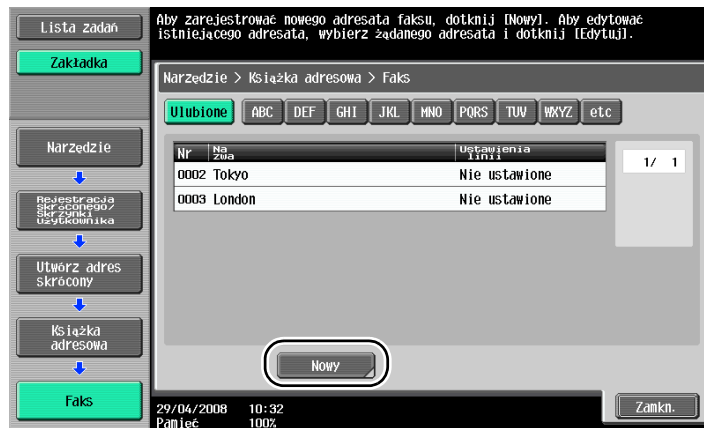 Lista zadań
Zakładka
Aby zarejestrować nowego adresata faksu, dotknij [Nowy]. Aby edytować
istniejącego adresata, wybierz żądanego adresata i dotknij [Edytuj].
Narzędzie > Książka adresowa > Faks
Ulubione ABC DEF GHI JKL MNO PQRS TUV WXYZ etc
Narzędzie
Rejestracja
skróconego/
Skrzynki
Użytkownika
Utwórz adres
skrócony
Książka
adresowa
Faks
Nr Na
zwa Ustawienia
linii
0002 Tokyo Nie ustawione
0003 London Nie ustawione
1/ 1
Nowy
29/04/2008 10:32
Pamięć 100%
Zamkn.